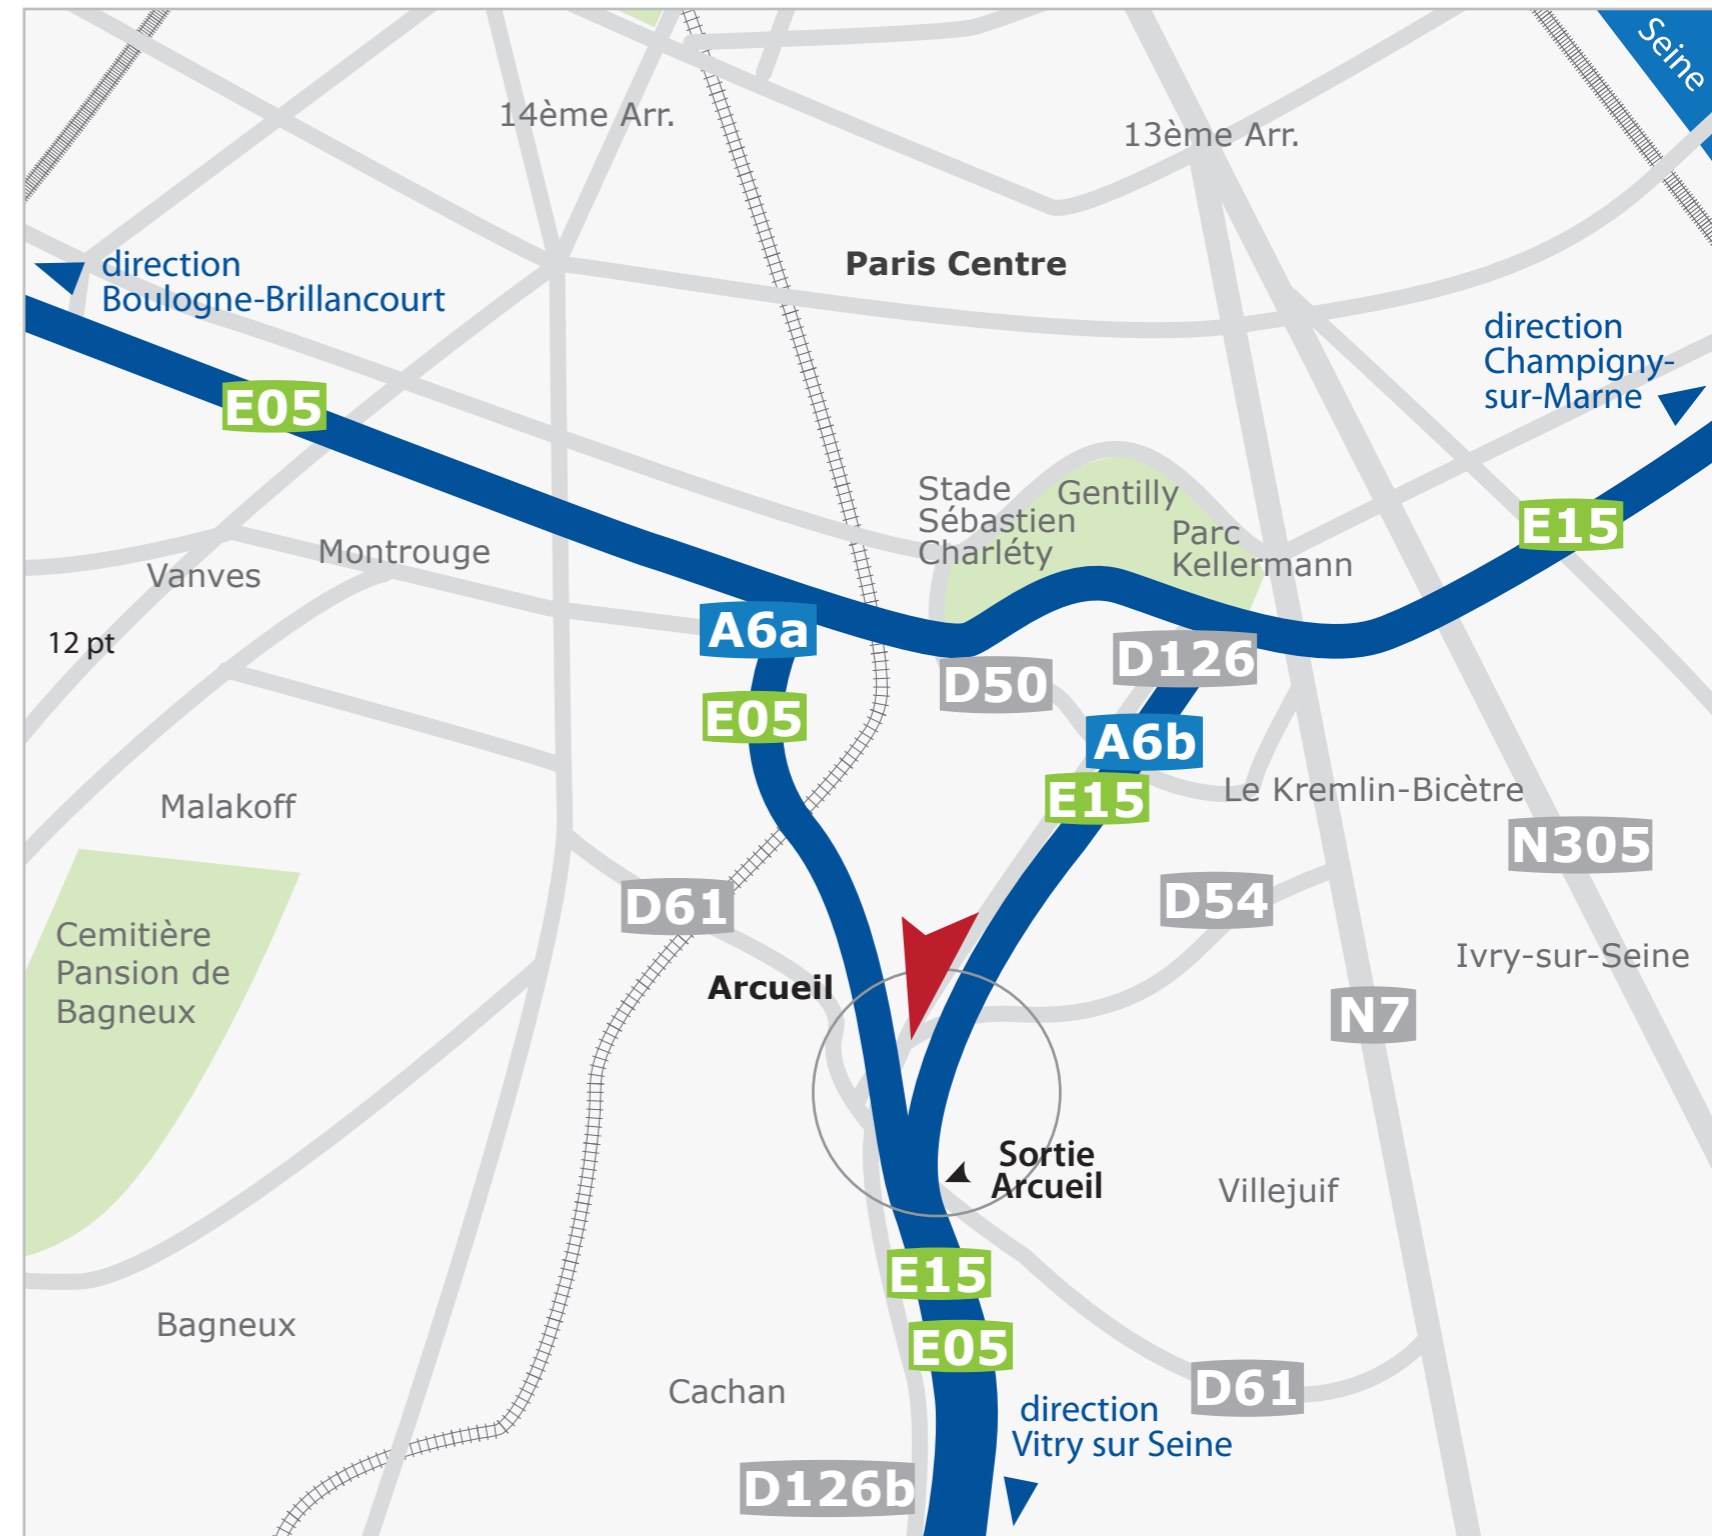 Seine
14ème Arr.
13ème Arr.
Paris Centre
direction
Boulogne-Brillancourt
direction
Champigny-
sur-Marne
E05
Stade
Sébastien
Charléty
Gentilly
Parc
Kellermann
E15
Montrouge
Vanves
12 pt
A6a
D126
D50
E05
A6b
E15
Le Kremlin-Bicètre
Malakoff
N305
D61
D54
Cemitière
Pansion de
Bagneux
Ivry-sur-Seine
Arcueil
N7
Sortie
Arcueil
Villejuif
E15
Bagneux
E05
Cachan
D61
direction
Vitry sur Seine
D126b